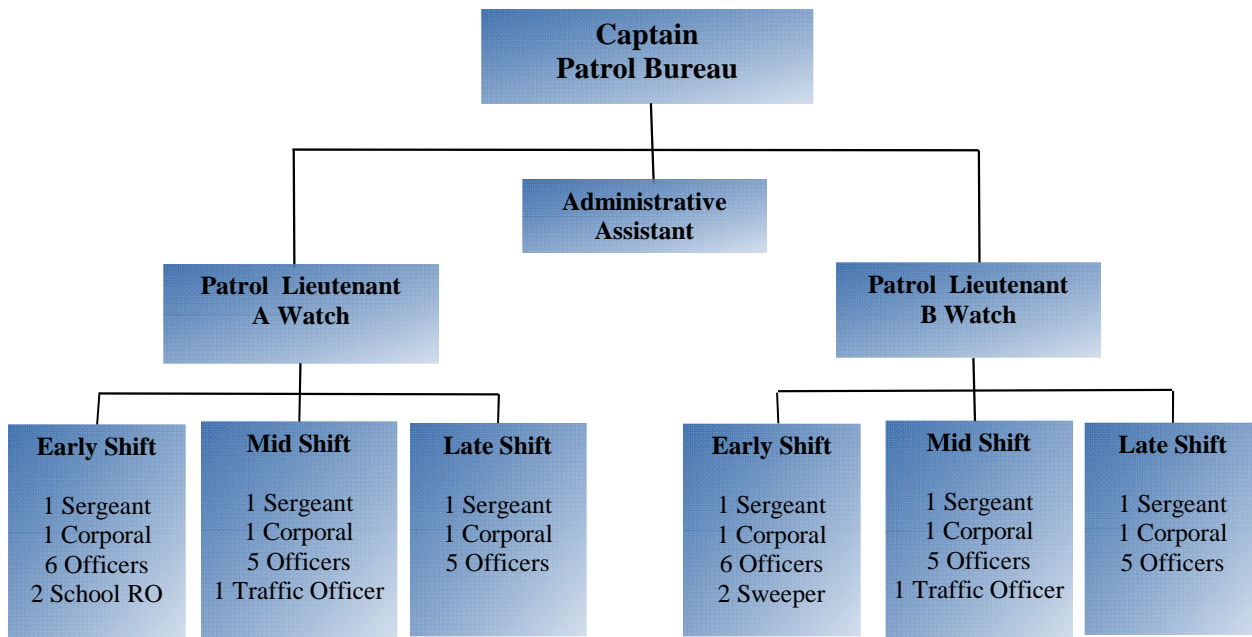 Captain
Patrol Bureau
Administrative
Assistant
Patrol Lieutenant
A Watch
Patrol Lieutenant
B Watch
Early Shift
1 Sergeant
1 Corporal
6 Officers
2 School RO
Mid Shift
1 Sergeant
1 Corporal
5 Officers
1 Traffic Officer
Late Shift
1 Sergeant
1 Corporal
5 Officers
Early Shift
1 Sergeant
1 Corporal
6 Officers
2 Sweeper
Mid Shift
1 Sergeant
1 Corporal
5 Officers
1 Traffic Officer
Late Shift
1 Sergeant
1 Corporal
5 Officers